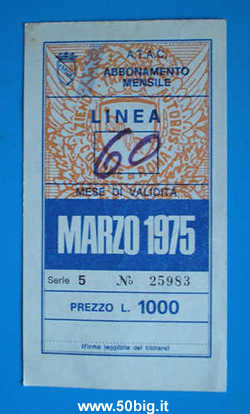 A.T.A.C.
ABBONAMENTO
MENSILE
LINEA
60
MESE DI VALIDITÀ
MARZO 1975
Serie 5 No 25983
PREZZO L. 1000
(firma leggibile del titolare)
www.50big.it